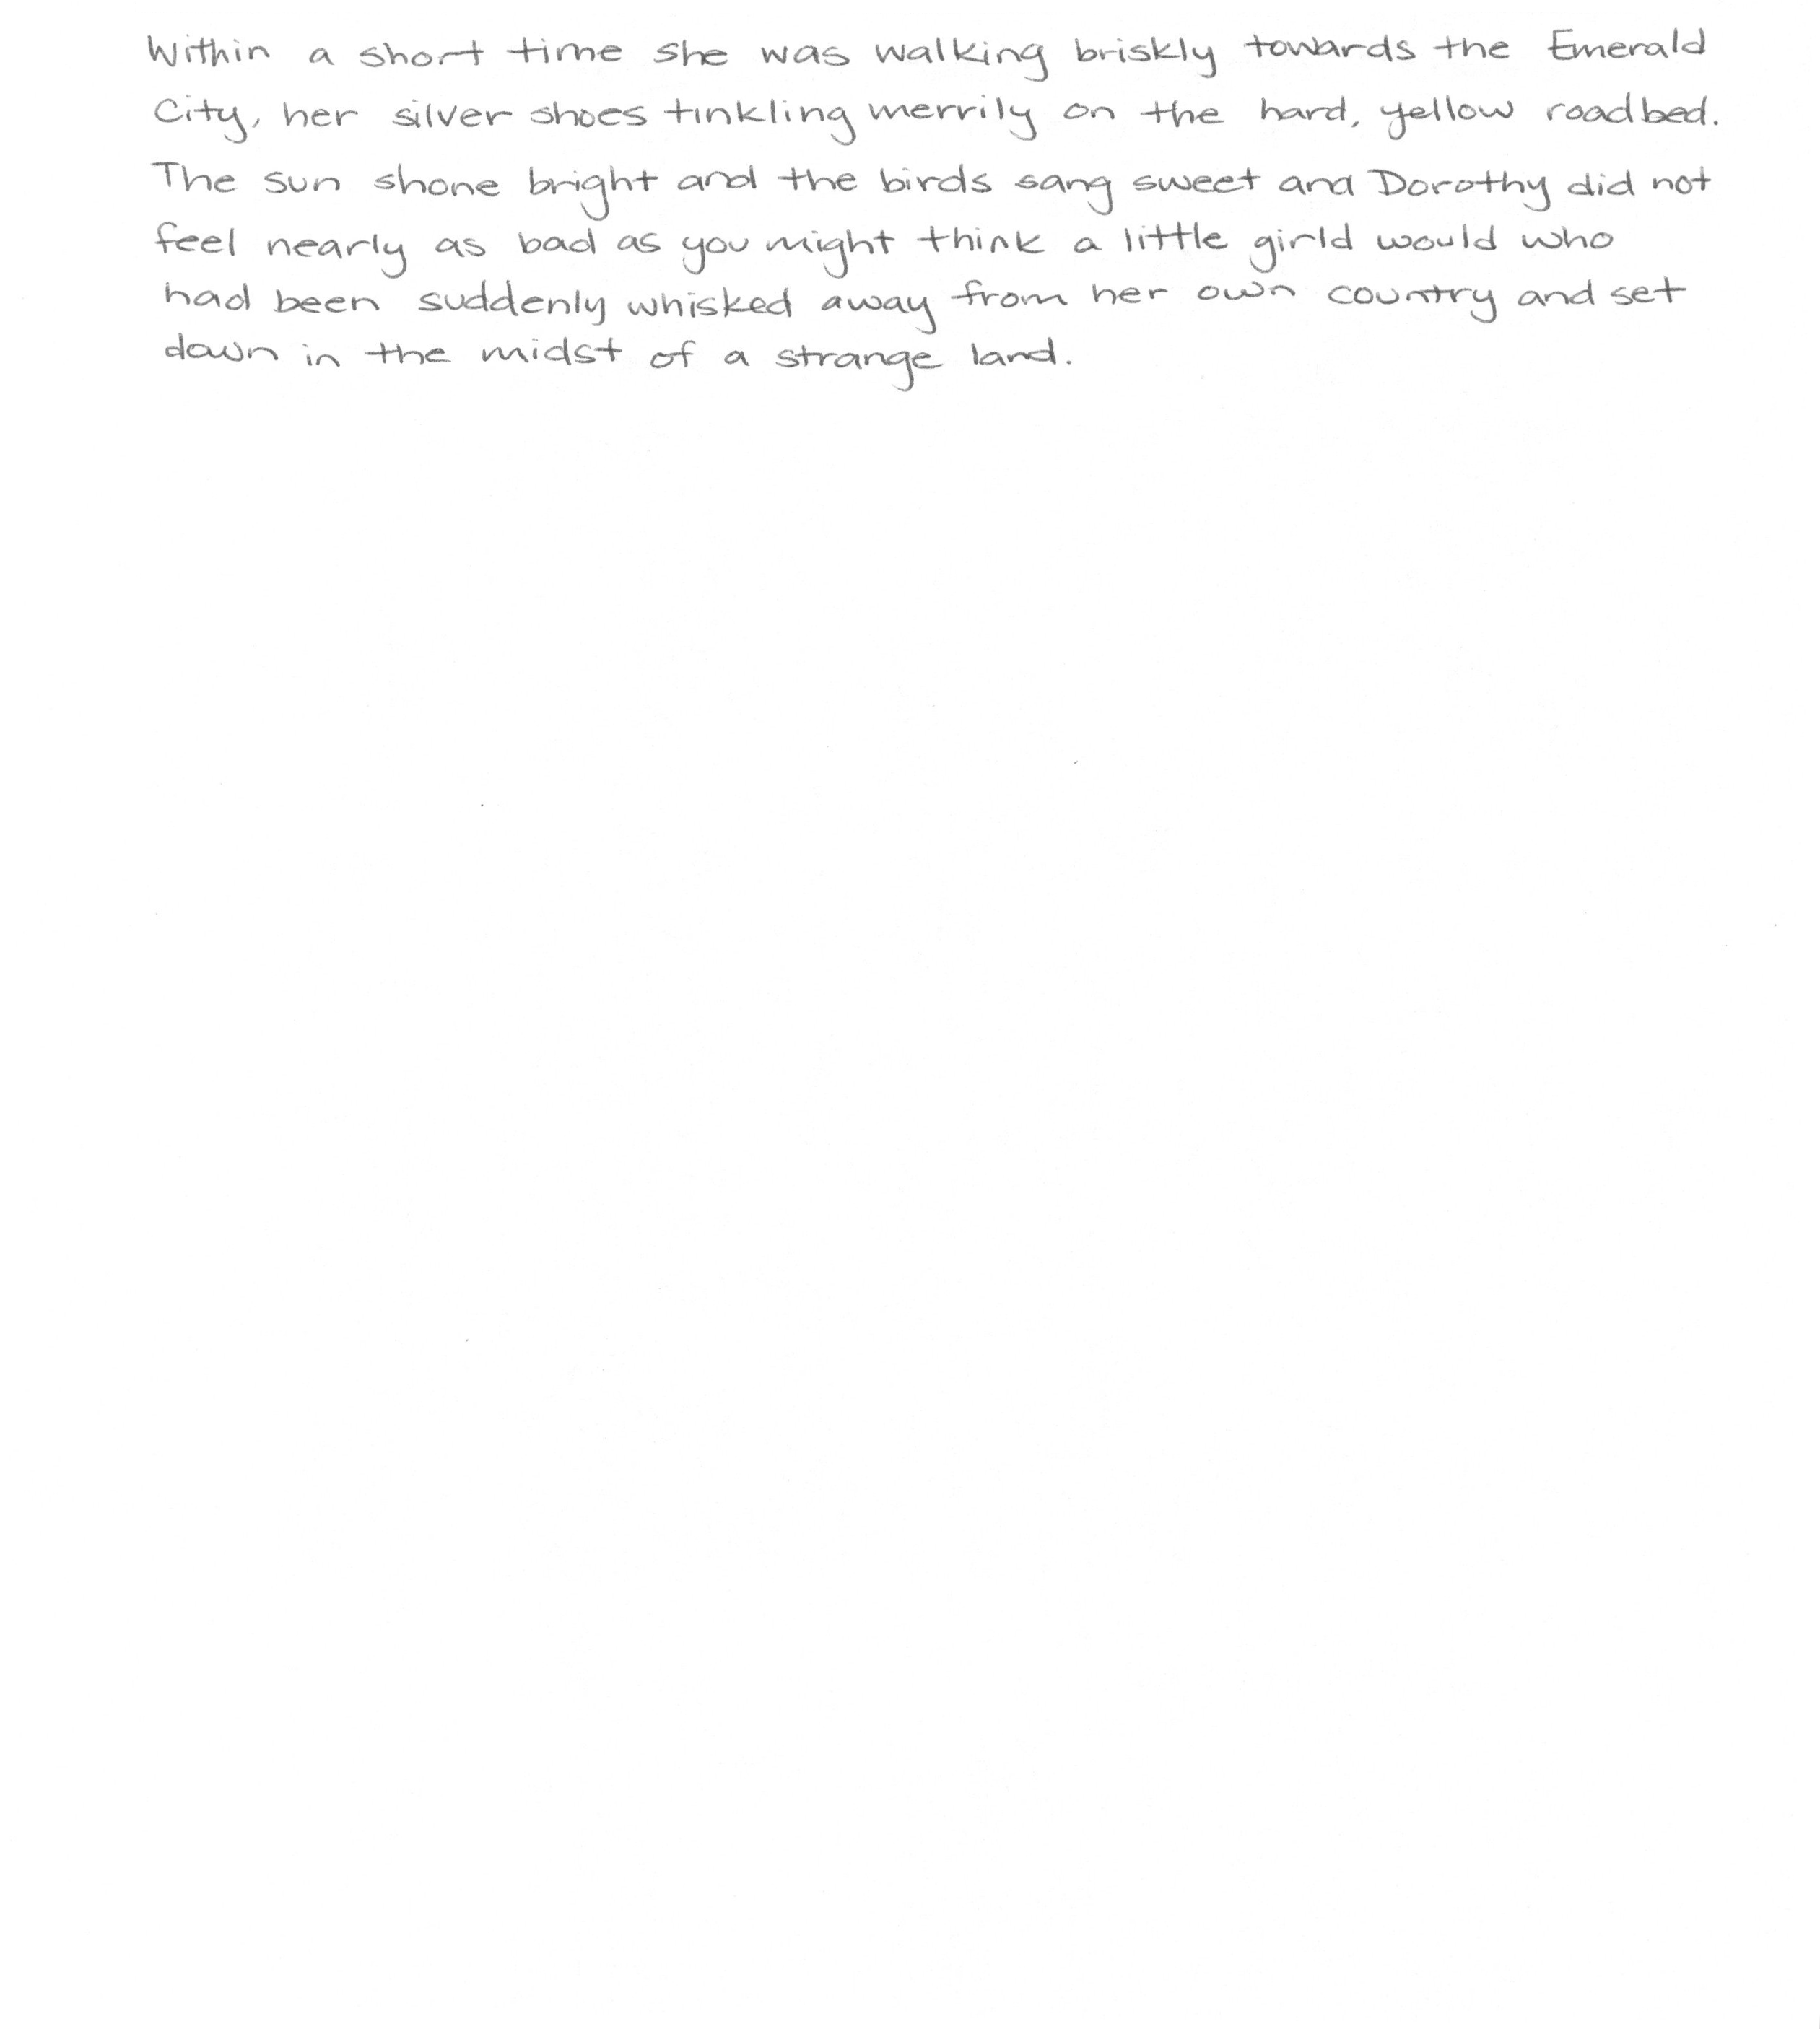 Within a short time she was walking briskly towards the Emerald
City, her silver shoes tinkling merrily on the hard, yellow roadbed.
The sun shone bright and the birds sang sweet and Dorothy did not
feel nearly as bad as you might think a little girld would who
had been suddenly whisked away from her own country and set
down in the midst of a strange land.